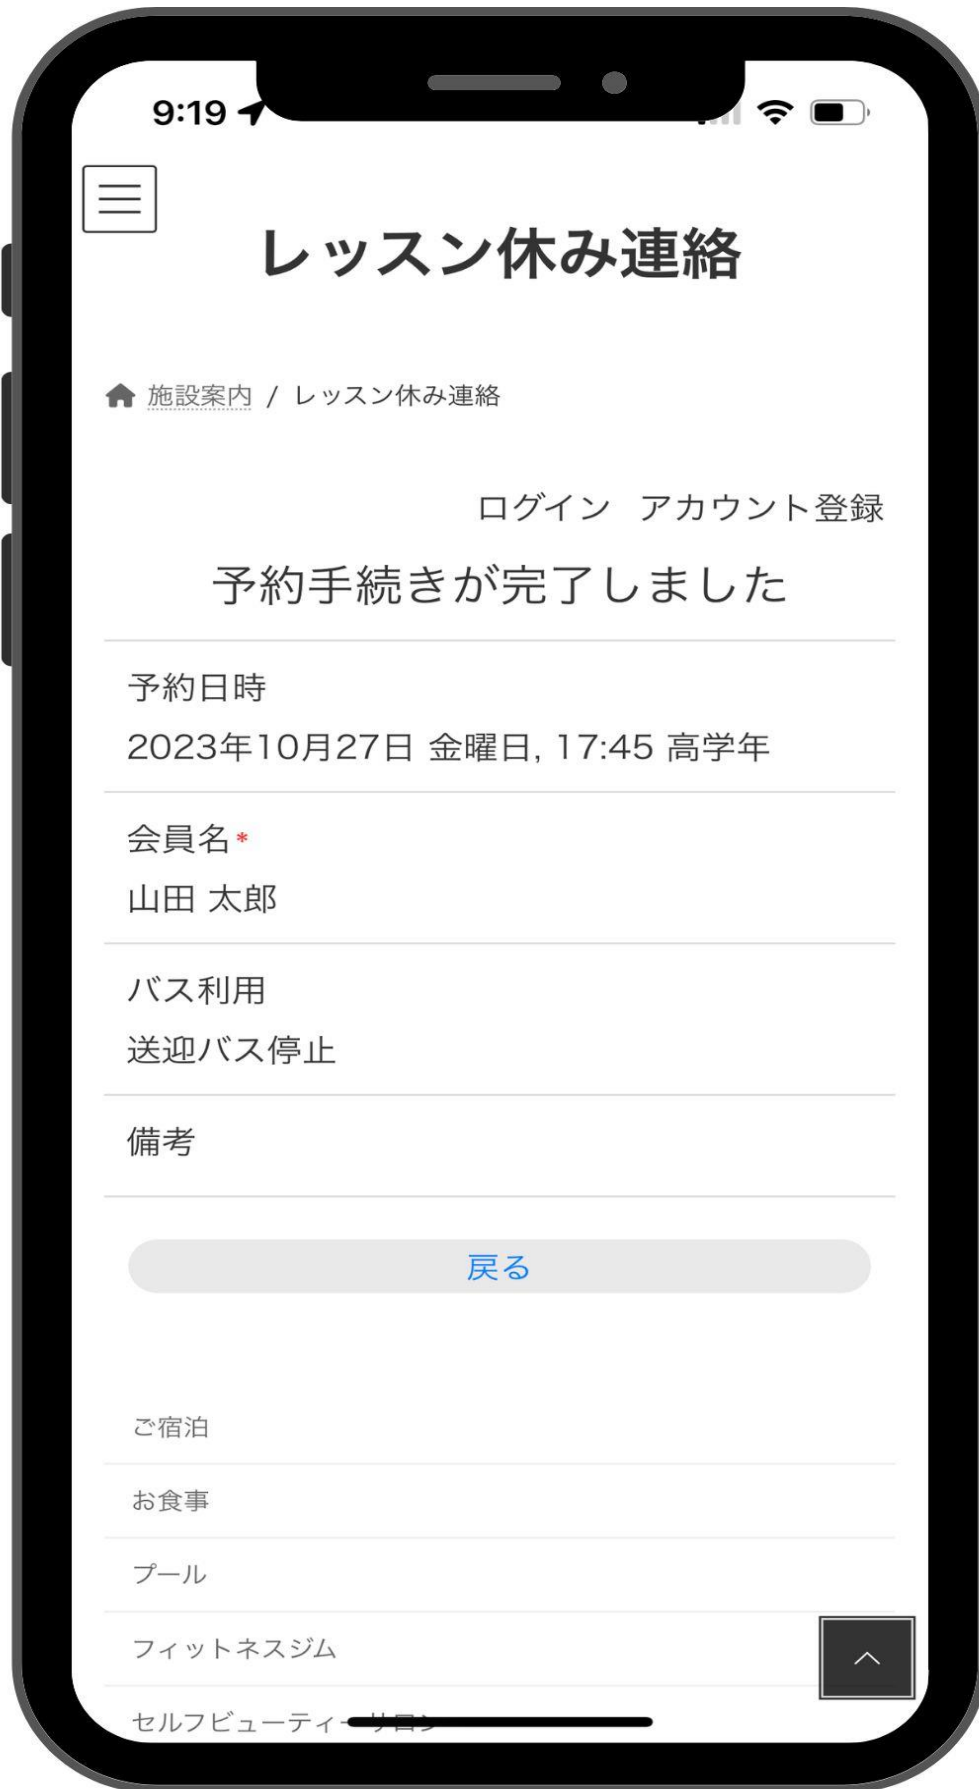 9:19
レッスン休み連絡
施設案内 / レッスン休み連絡
ログイン アカウント登録
予約手続きが完了しました
予約日時
2023年10月27日 金曜日, 17:45 高学年
会員名*
山田 太郎
バス利用
送迎バス停止
備考
戻る
ご宿泊
お食事
プール
フィットネスジム
セルフビューティーサロン